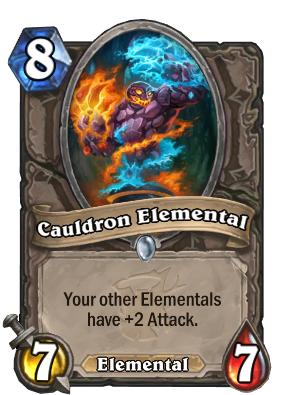 8
Cauldron Elemental
Your other Elementals
have +2 Attack.
7
Elemental
7